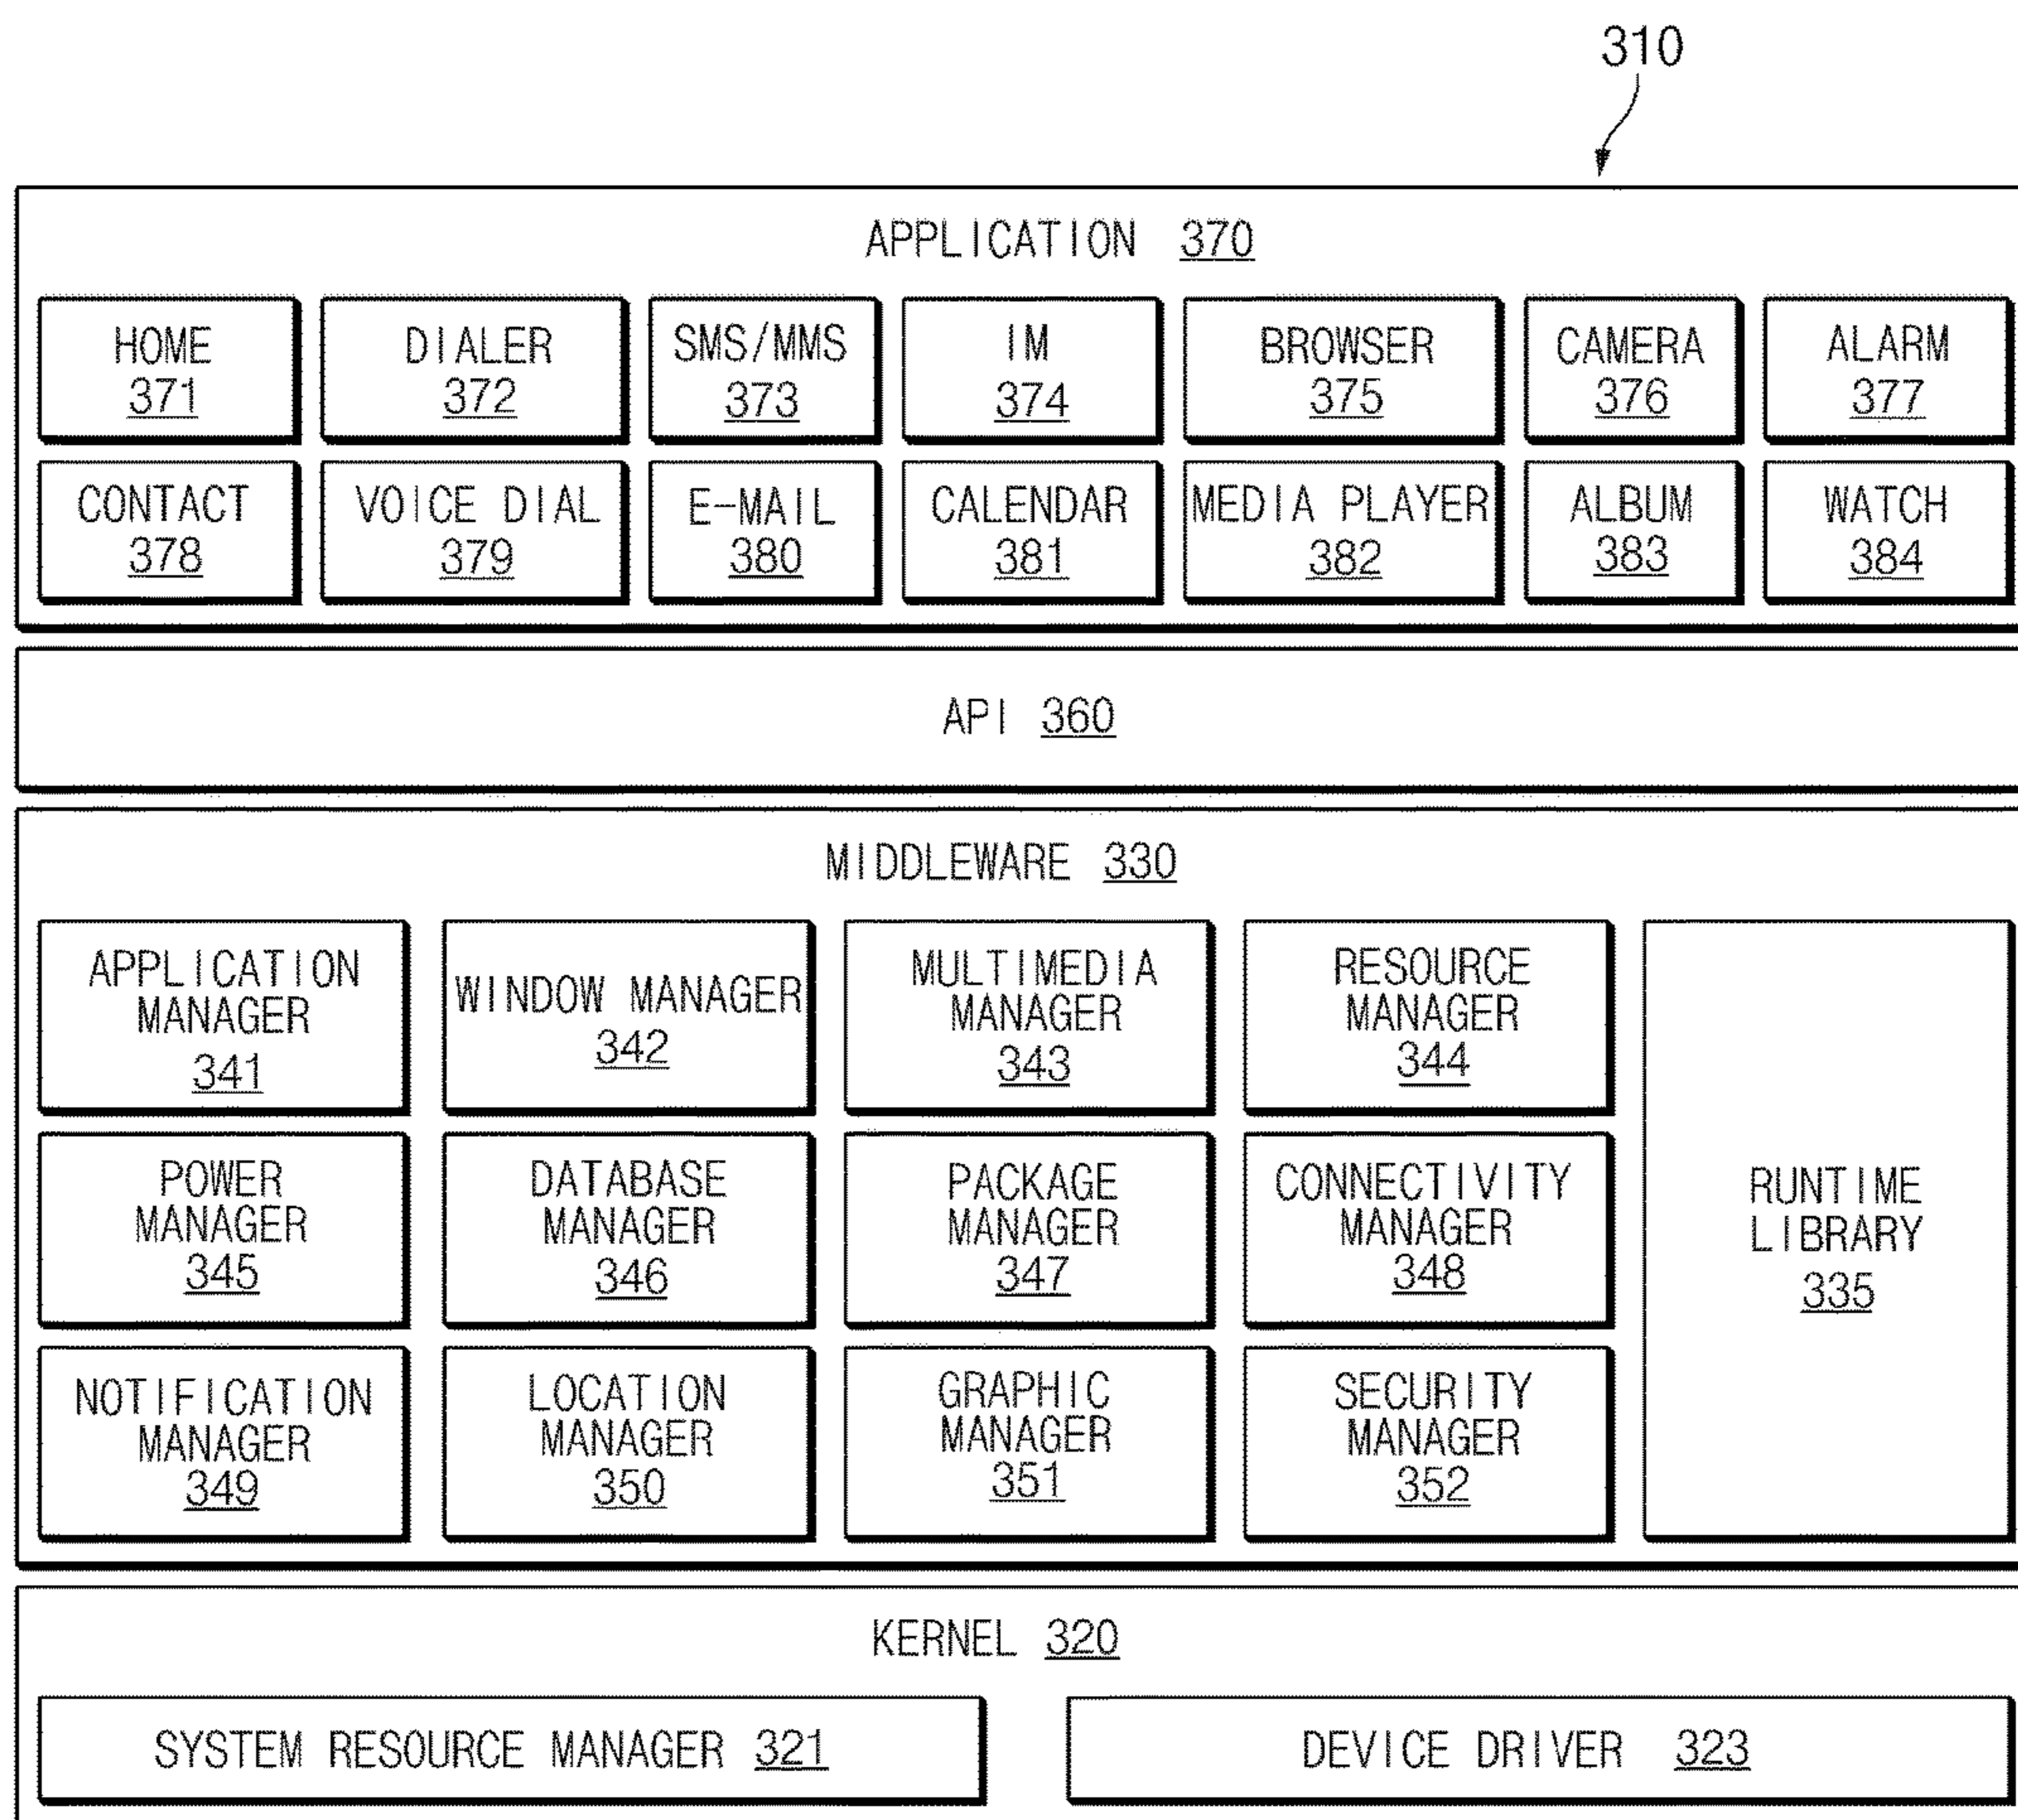 310
APPLICATION 370
HOME
371
DIALER
372
SMS/MMS
373
IM
374
BROWSER
375
CAMERA
376
ALARM
377
CONTACT
378
VOICE DIAL
379
E-MAIL
380
CALENDAR
381
MEDIA PLAYER
382
ALBUM
383
WATCH
384
API 360
MIDDLEWARE 330
APPLICATION
MANAGER
341
WINDOW MANAGER
342
MULTIMEDIA
MANAGER
343
RESOURCE
MANAGER
344
POWER
MANAGER
345
DATABASE
MANAGER
346
PACKAGE
MANAGER
347
CONNECTIVITY
MANAGER
348
NOTIFICATION
MANAGER
349
LOCATION
MANAGER
350
GRAPHIC
MANAGER
351
SECURITY
MANAGER
352
RUNTIME
LIBRARY
335
KERNEL 320
SYSTEM RESOURCE MANAGER 321
DEVICE DRIVER 323